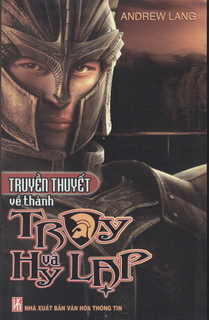 ANDREW LANG
TRUYỀN THUYẾT
về thành
TROY
và
HY LẠP
NHÀ XUẤT BẢN VĂN HÓA THÔNG TIN